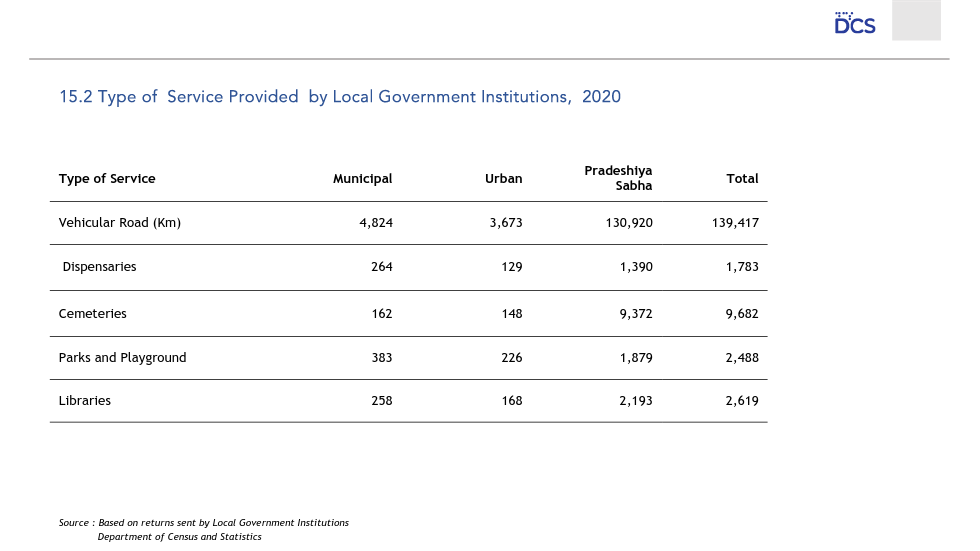 DCS
15.2 Type of Service Provided by Local Government Institutions, 2020
Type of Service Municipal Urban Pradeshiya Sabha Total
Vehicular Road (Km) 4,824 3,673 130,920 139,417
Dispensaries 264 129 1,390 1,783
Cemeteries 162 148 9,372 9,682
Parks and Playground 383 226 1,879 2,488
Libraries 258 168 2,193 2,619
Source : Based on returns sent by Local Government Institutions
Department of Census and Statistics